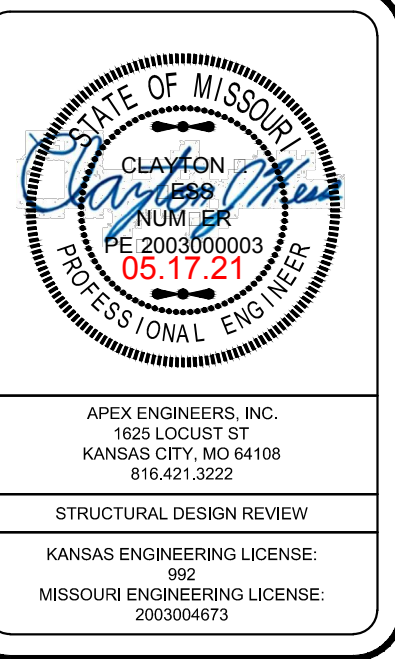 STATE OF MISSOURI
CLAYTON
NUM ER
PE 2003000003
05.17.21
PROFESSIONAL ENGINEER
APEX ENGINEERS, INC.
1625 LOCUST ST
KANSAS CITY, MO 64108
816.421.3222
STRUCTURAL DESIGN REVIEW
KANSAS ENGINEERING LICENSE:
992
MISSOURI ENGINEERING LICENSE:
2003004673